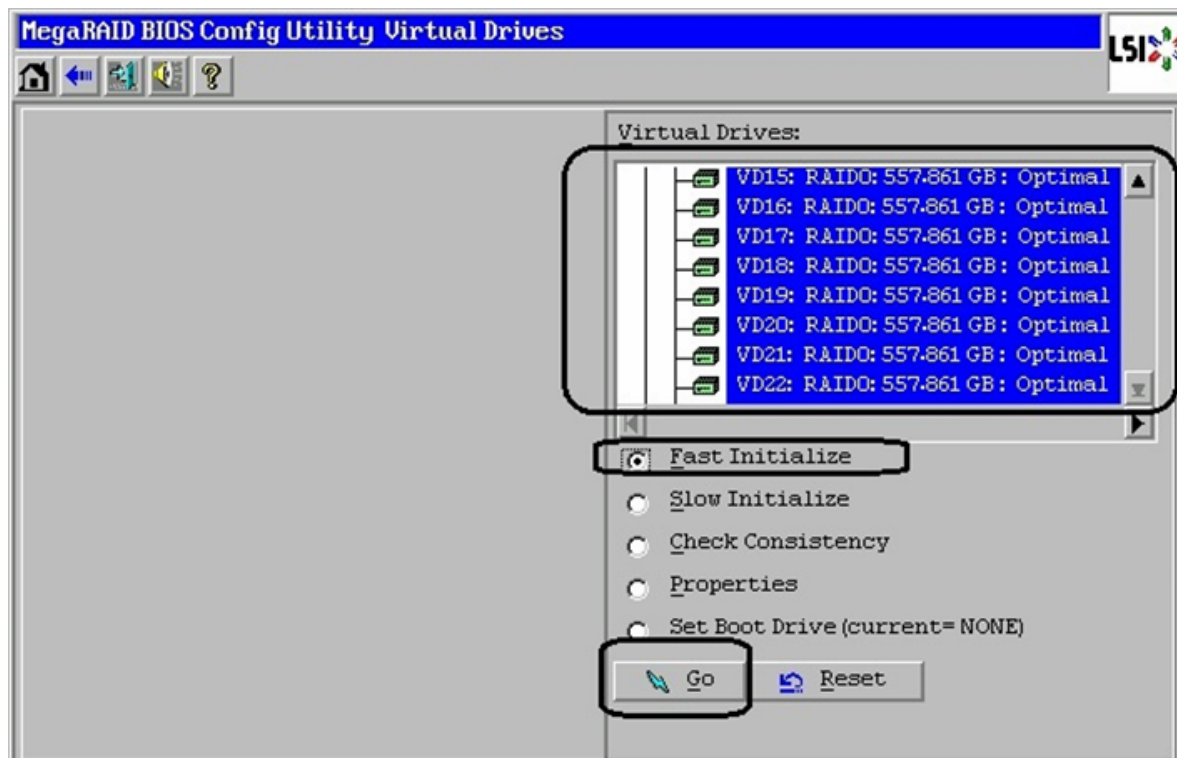 MegaRAID BIOS Config Utility Virtual Drives
LSI
?
Virtual Drives:
VD15: RAID0: 557.861 GB: Optimal
VD16: RAID0: 557.861 GB: Optimal
VD17: RAID0: 557.861 GB: Optimal
VD18: RAID0: 557.861 GB: Optimal
VD19: RAID0: 557.861 GB: Optimal
VD20: RAID0: 557.861 GB: Optimal
VD21: RAID0: 557.861 GB: Optimal
VD22: RAID0: 557.861 GB: Optimal
Fast Initialize
Slow Initialize
Check Consistency
Properties
Set Boot Drive (current= NONE)
Go Reset